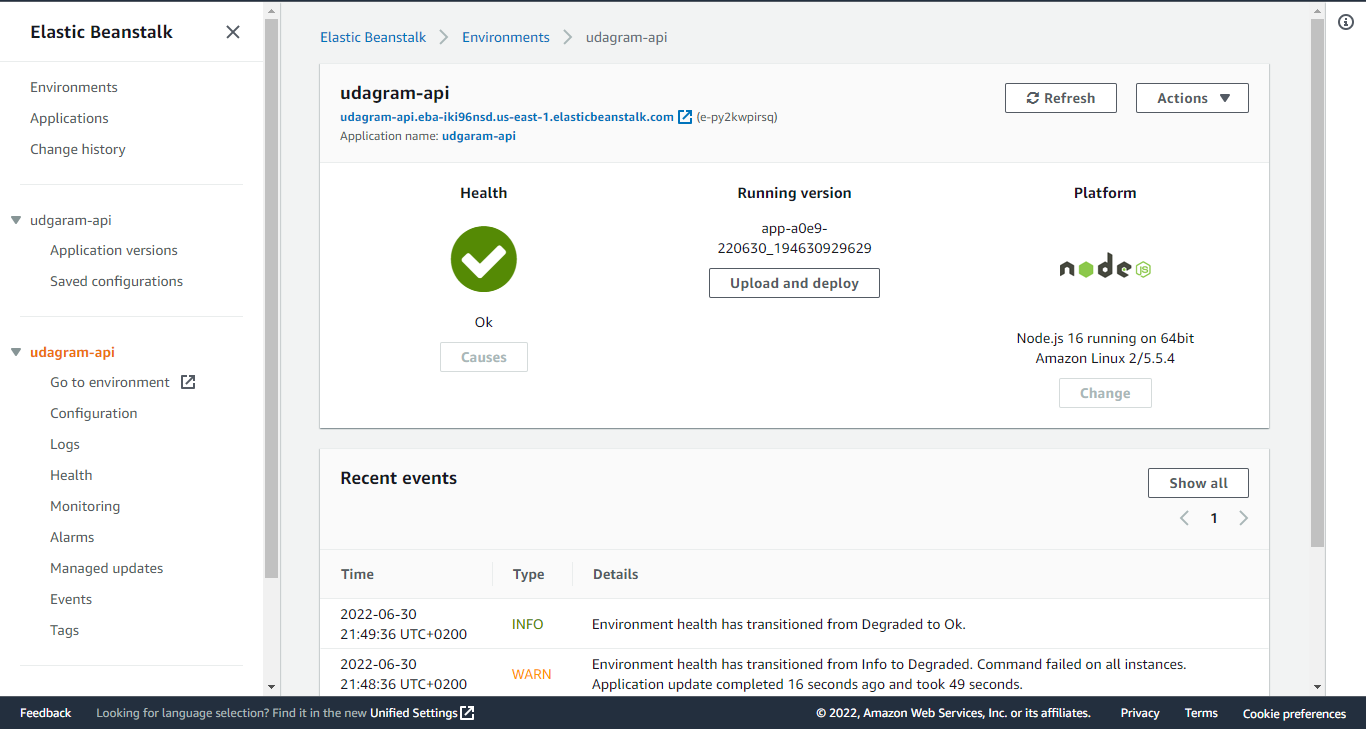 Elastic Beanstalk
Environments
Applications
Change history
udgaram-api
Application versions
Saved configurations
udagram-api
Go to environment
Configuration
Logs
Health
Monitoring
Alarms
Managed updates
Events
Tags
Elastic Beanstalk > Environments > udagram-api
udagram-api
udagram-api.eba-iki96nsd.us-east-1.elasticbeanstalk.com (e-py2kwpirsq)
Application name: udgaram-api
Refresh
Actions
Health
Ok
Causes
Running version
app-a0e9-
220630_194630929629
Upload and deploy
Platform
node JS
Node.js 16 running on 64bit
Amazon Linux 2/5.5.4
Change
Recent events
Show all
1
Time Type Details
2022-06-30
21:49:36 UTC+0200
INFO
Environment health has transitioned from Degraded to Ok.
2022-06-30
21:48:36 UTC+0200
WARN
Environment health has transitioned from Info to Degraded. Command failed on all instances.
Application update completed 16 seconds ago and took 49 seconds.
Feedback Looking for language selection? Find it in the new Unified Settings © 2022, Amazon Web Services, Inc. or its affiliates. Privacy Terms Cookie preferences